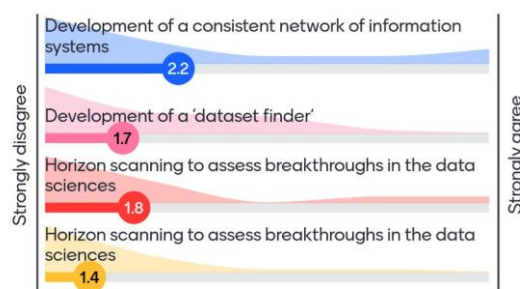 Strongly disagree
Development of a consistent network of information
systems
2.2
Development of a 'dataset finder'
1.7
Horizon scanning to assess breakthroughs in the data
sciences
1.8
Horizon scanning to assess breakthroughs in the data
sciences
1.4
Strongly agree